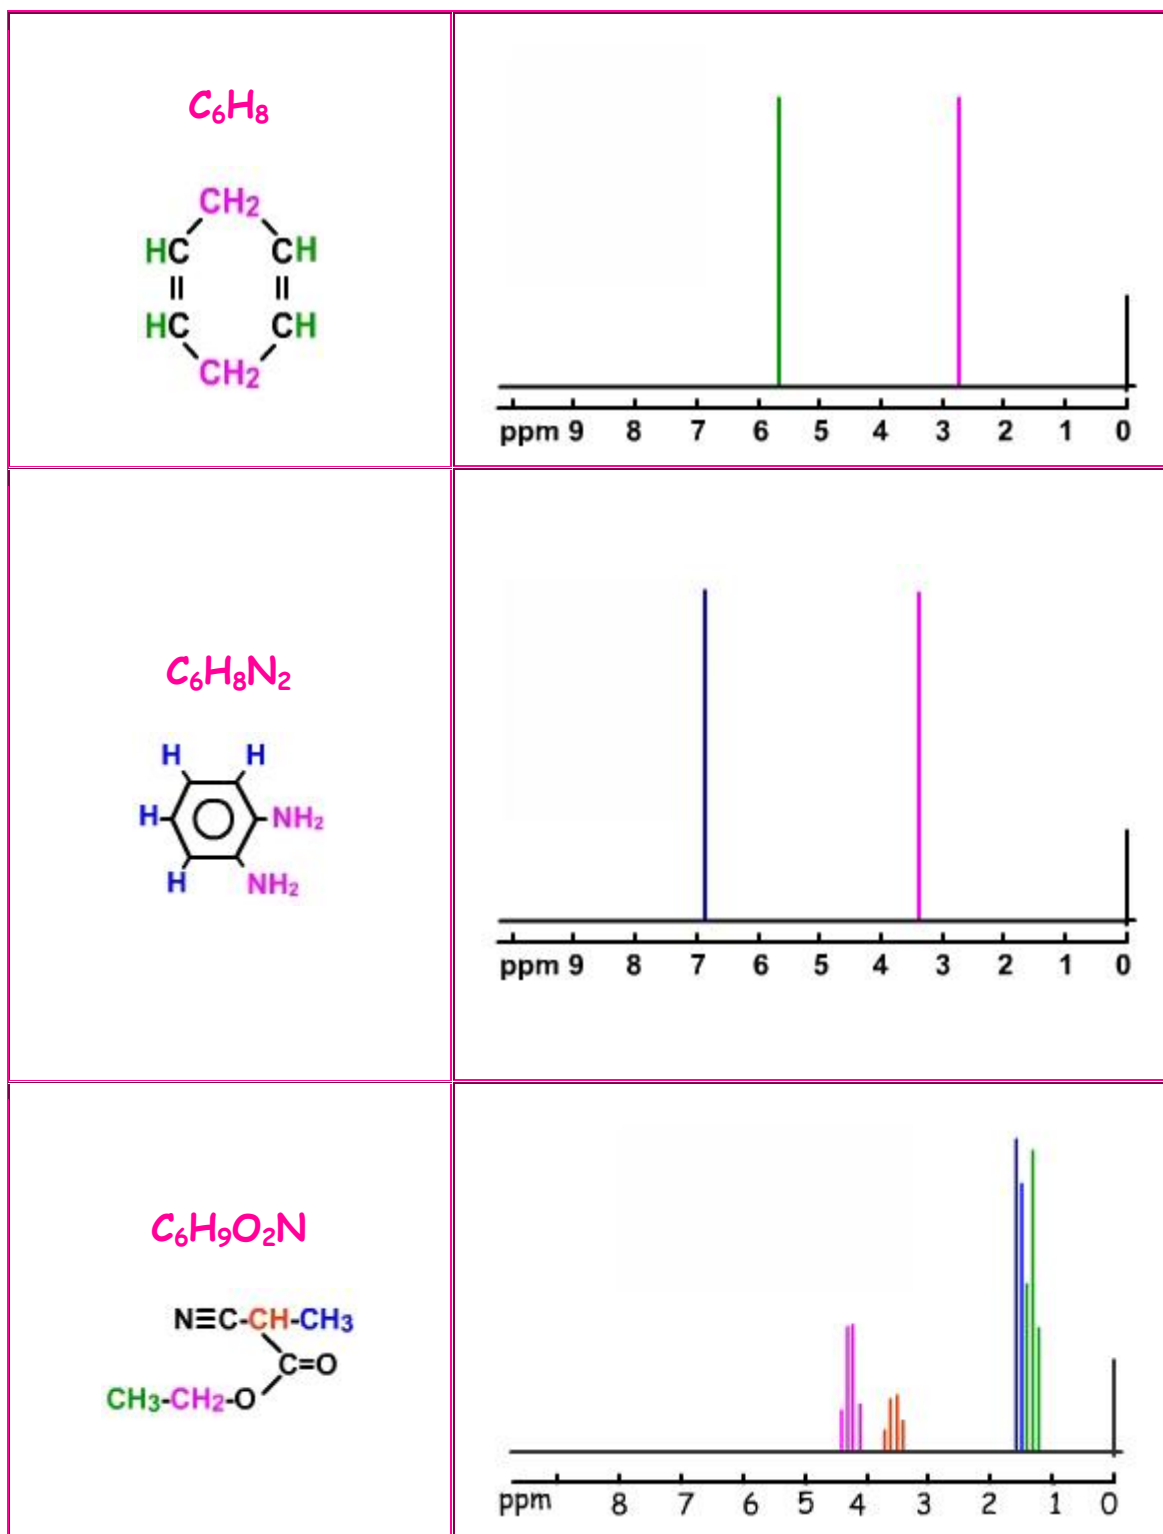 C₆H₈
CH₂
HC CH
HC CH
CH₂
ppm 9 8 7 6 5 4 3 2 1 0
C₆H₈N₂
H H
H NH₂
H NH₂
ppm 9 8 7 6 5 4 3 2 1 0
C₆H₉O₂N
N≡C-CH-CH₃
C=O
CH₃-CH₂-O
ppm 8 7 6 5 4 3 2 1 0